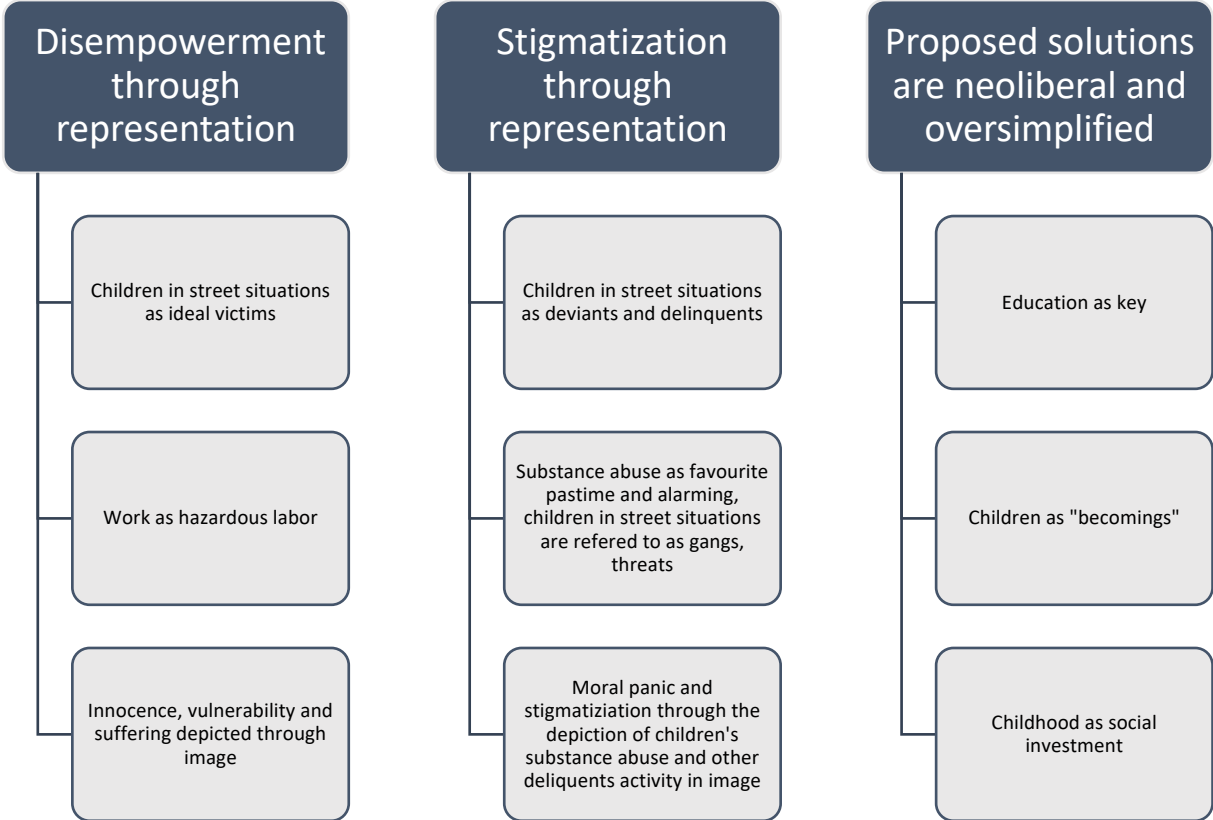 Disempowerment
through
representation
Children in street situations
as ideal victims
Work as hazardous labor
Innocence, vulnerability and
suffering depicted through
image
Stigmatization
through
representation
Children in street situations
as deviants and delinquents
Substance abuse as favourite
pastime and alarming,
children in street situations
are refered to as gangs,
threats
Moral panic and
stigmatiziation through the
depiction of children's
substance abuse and other
deliquents activity in image
Proposed solutions
are neoliberal and
oversimplified
Education as key
Children as "becomings"
Childhood as social
investment